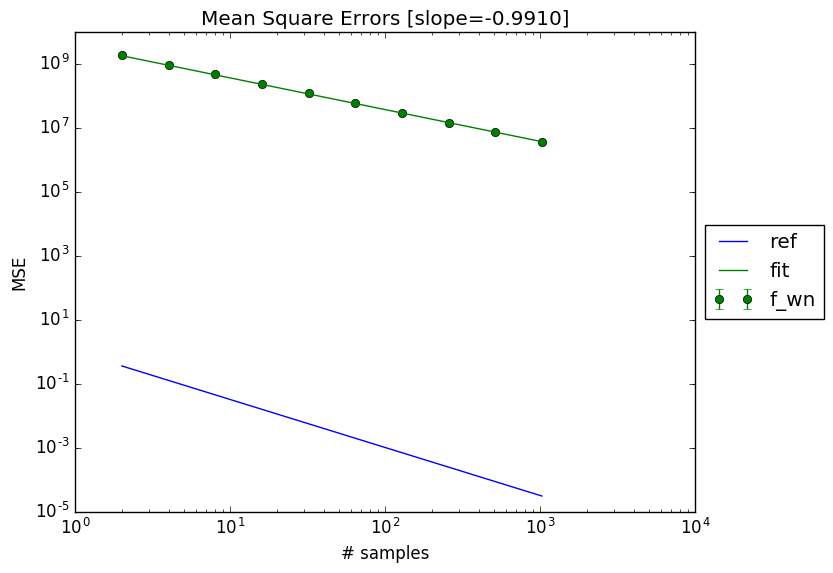 Mean Square Errors [slope=-0.9910]
10^9
10^7
10^5
10^3
10^1
10^-1
10^-3
10^-5
MSE
10^0 10^1 10^2 10^3 10^4
# samples
ref
fit
f_wn